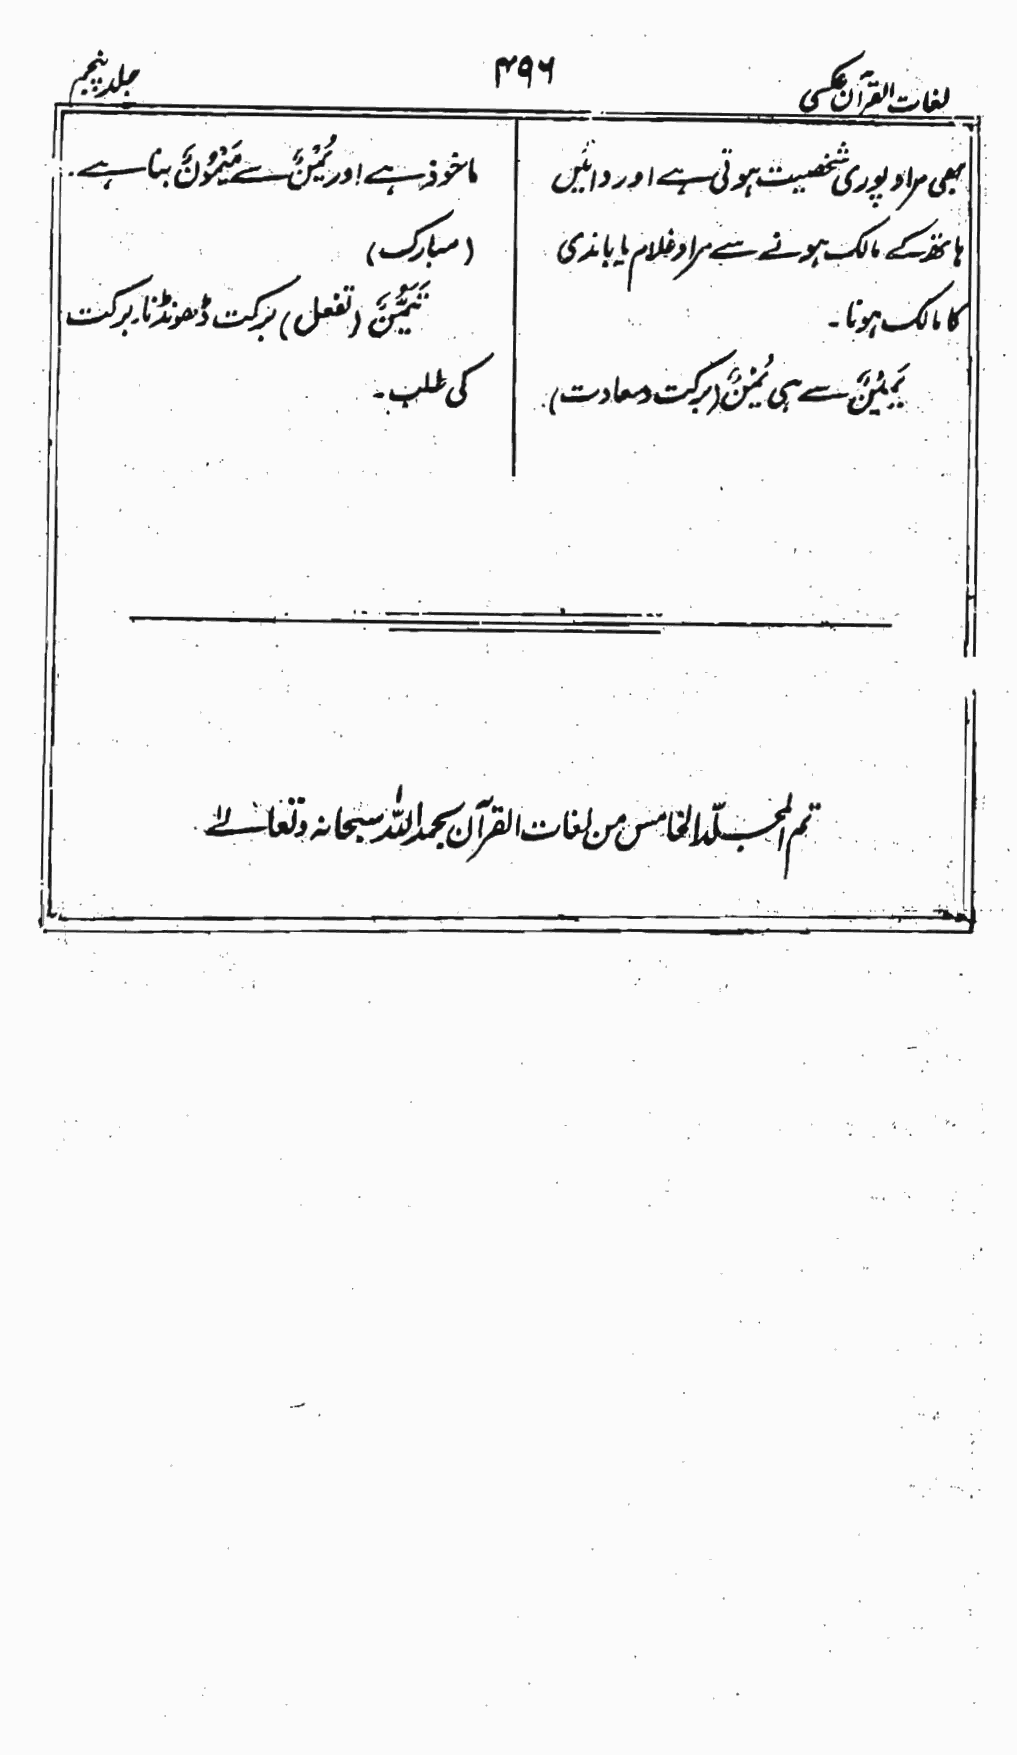 لغات القرآن عکسی
۴۹۶
جلد پنجم
بھی مراد پوری شخصیت ہوتی ہے اور دائیں
ہاتھ کے مالک ہونے سے مراد غلام یا باندی
کا مالک ہونا۔
یَمِیْنٌ سے ہی یُمْنٌ (برکت وسعادت)
ماخوذ ہے اور یُمْنٌ سے مَیْمُوْنٌ بنا ہے۔
(مبارک)
تَیَمُّنٌ (تفعل) برکت ڈھونڈنا۔ برکت
کی طلب۔
تم المجلّد الخامس من لغات القرآن بحمد اللّٰہ سبحانہ وتعالےٰ